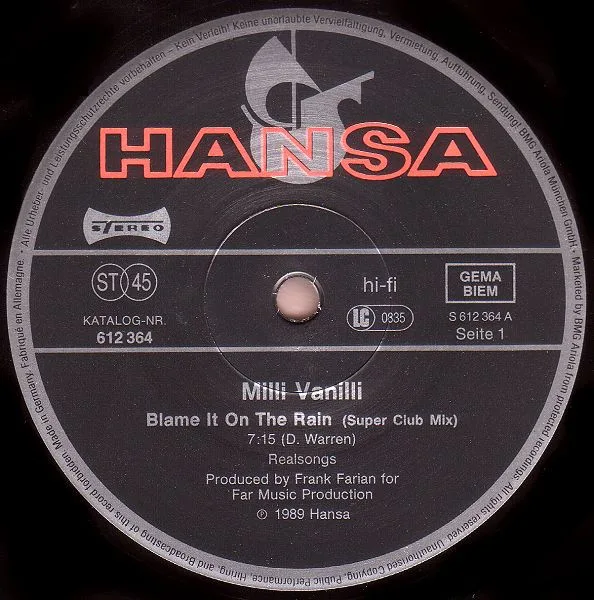 HANSA
STEREO
ST 45
KATALOG-NR.
612 364
hi-fi
LC 0835
GEMA
BIEM
S 612 364 A
Seite 1
Milli Vanilli
Blame It On The Rain (Super Club Mix)
7:15 (D. Warren)
Realsongs
Produced by Frank Farian for
Far Music Production
℗ 1989 Hansa
• Alle Urheber- und Leistungsschutzrechte vorbehalten – Kein Verleih! Keine unerlaubte Vervielfältigung, Vermietung, Aufführung, Sendung! BMG Ariola München GmbH. • Marketed by BMG Ariola from protected recordings. All rights reserved. Unauthorised Copying, Public Performance, Hiring, and Broadcasting of this record forbidden. Made in Germany. Fabriqué en Allemagne.